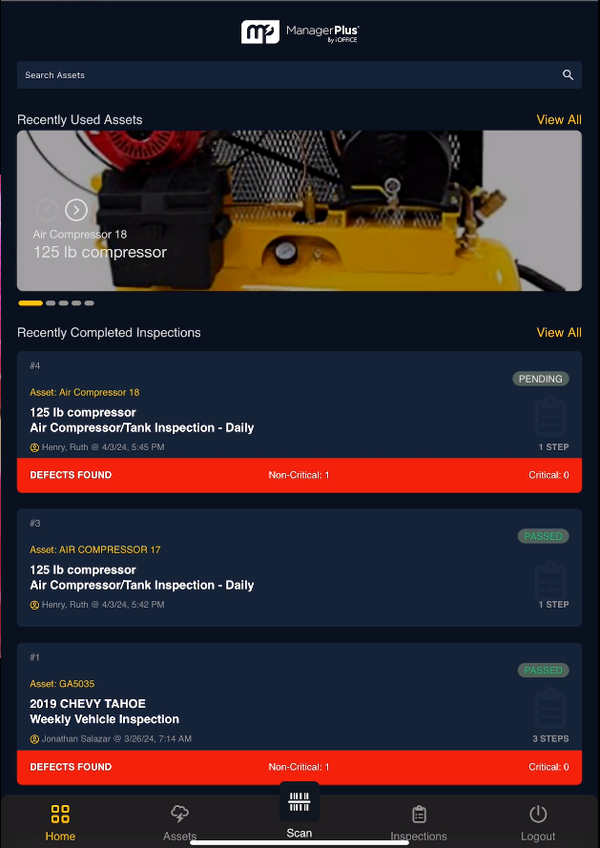 ManagerPlus®
By iOFFICE
Search Assets
Recently Used Assets
View All
Air Compressor 18
125 lb compressor
Recently Completed Inspections
View All
#4
PENDING
Asset: Air Compressor 18
125 lb compressor
Air Compressor/Tank Inspection - Daily
Henry, Ruth @ 4/3/24, 5:45 PM
1 STEP
DEFECTS FOUND
Non-Critical: 1
Critical: 0
#3
PASSED
Asset: AIR COMPRESSOR 17
125 lb compressor
Air Compressor/Tank Inspection - Daily
Henry, Ruth @ 4/3/24, 5:42 PM
1 STEP
#1
PASSED
Asset: GA5035
2019 CHEVY TAHOE
Weekly Vehicle Inspection
Jonathan Salazar @ 3/26/24, 7:14 AM
3 STEPS
DEFECTS FOUND
Non-Critical: 1
Critical: 0
Home
Assets
Scan
Inspections
Logout